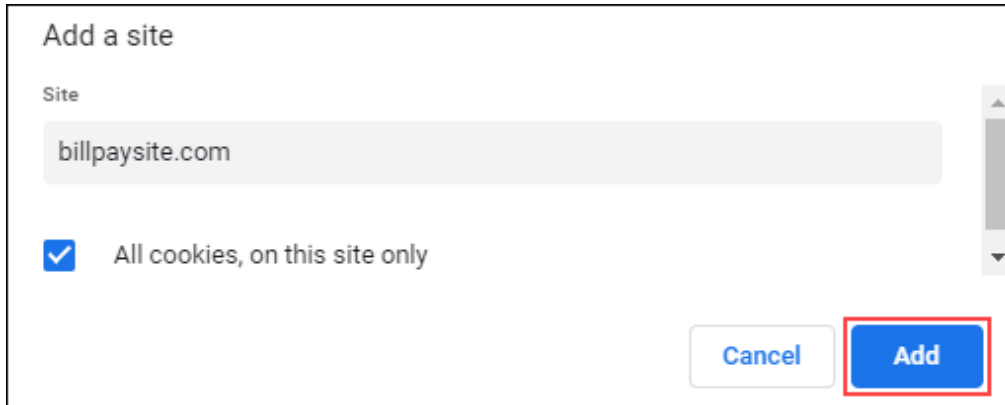 Add a site
Site
billpaysite.com
All cookies, on this site only
Cancel
Add